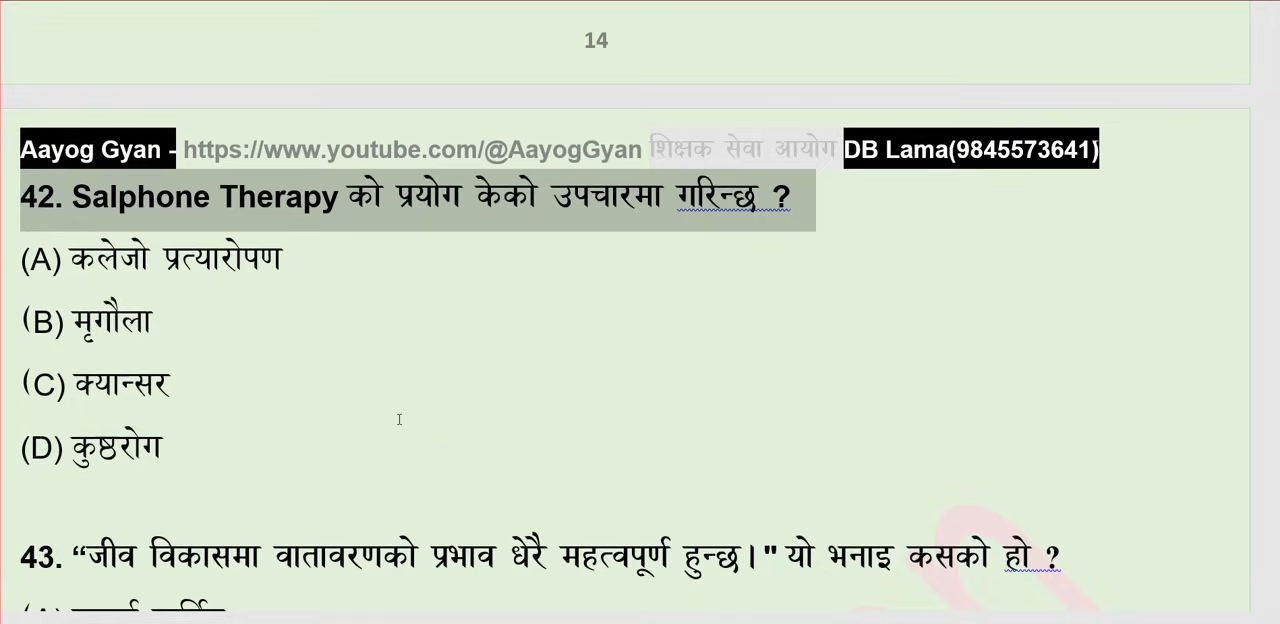 14
Aayog Gyan - https://www.youtube.com/@AayogGyan शिक्षक सेवा आयोग DB Lama(9845573641)
42. Salphone Therapy को प्रयोग केको उपचारमा गरिन्छ ?
(A) कलेजो प्रत्यारोपण
(B) मृगौला
(C) क्यान्सर
(D) कुष्ठरोग
43. “जीव विकासमा वातावरणको प्रभाव धेरै महत्वपूर्ण हुन्छ।" यो भनाइ कसको हो ?